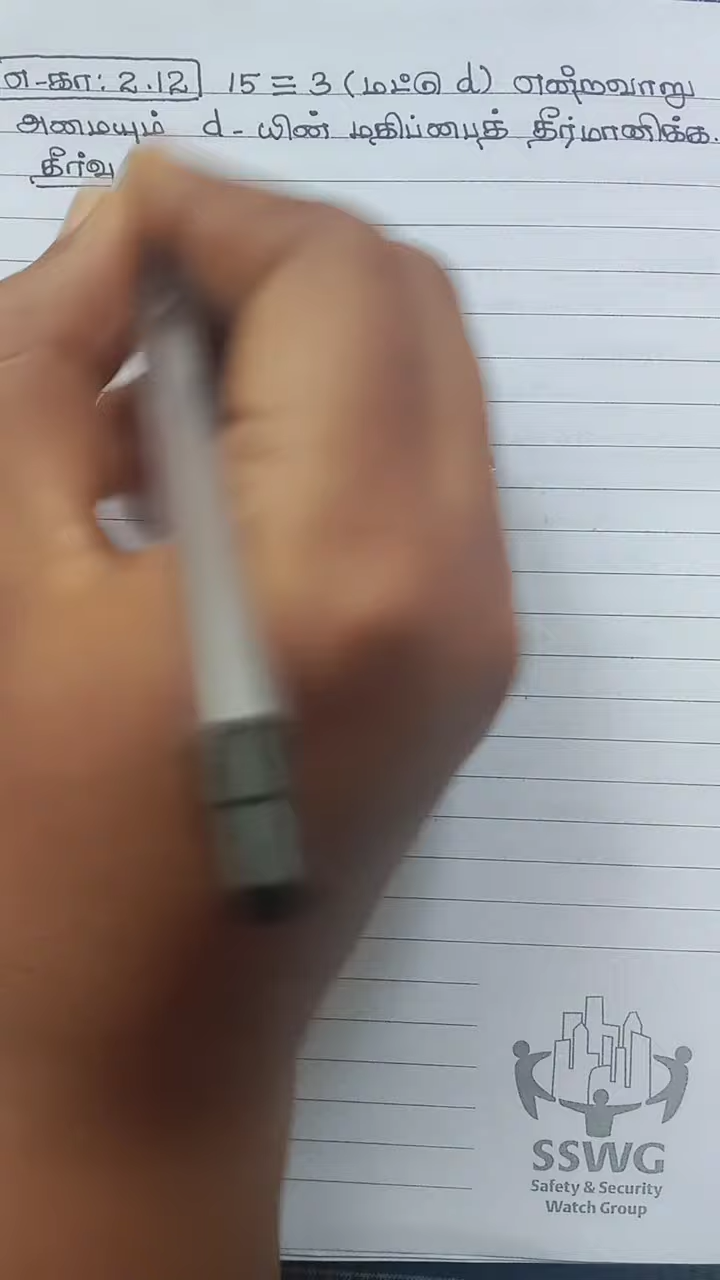 எ-கா: 2.12 15 ≡ 3 (மட்டு d) என்றவாறு
அமையும் d - யின் மதிப்பைத் தீர்மானிக்க.
தீர்வு
SSWG
Safety & Security
Watch Group